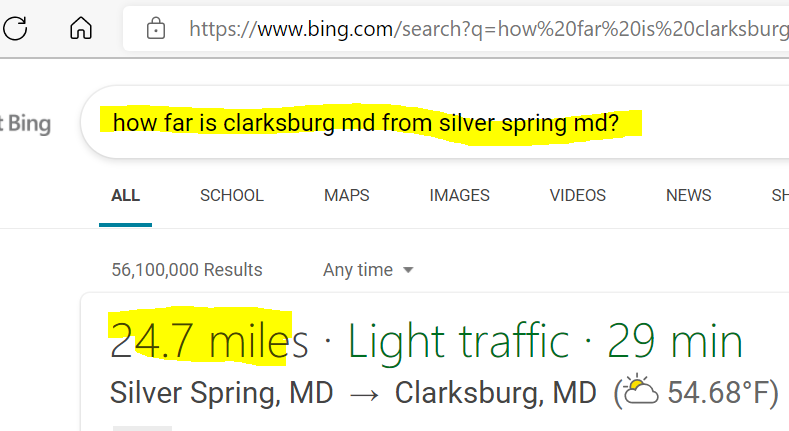 https://www.bing.com/search?q=how%20far%20is%20clarksburg
t Bing
how far is clarksburg md from silver spring md?
ALL SCHOOL MAPS IMAGES VIDEOS NEWS SH
56,100,000 Results Any time
24.7 miles · Light traffic · 29 min
Silver Spring, MD → Clarksburg, MD (54.68°F)